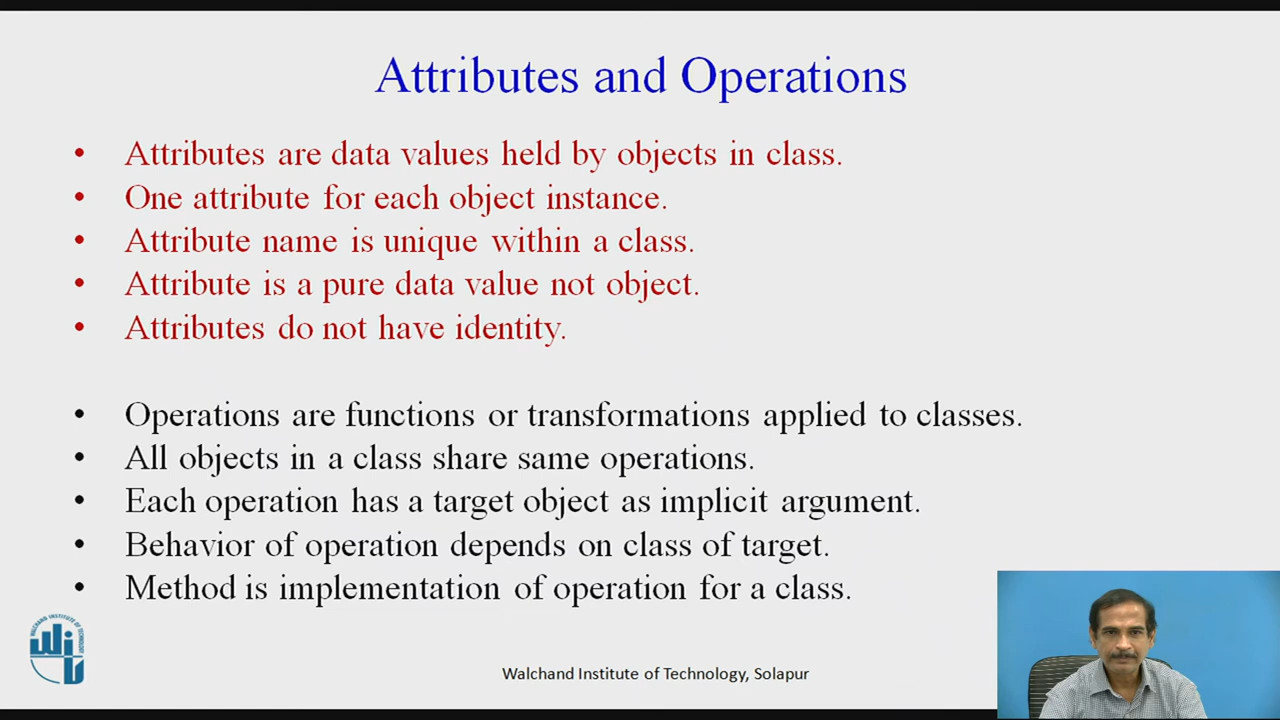 Attributes and Operations
• Attributes are data values held by objects in class.
• One attribute for each object instance.
• Attribute name is unique within a class.
• Attribute is a pure data value not object.
• Attributes do not have identity.
• Operations are functions or transformations applied to classes.
• All objects in a class share same operations.
• Each operation has a target object as implicit argument.
• Behavior of operation depends on class of target.
• Method is implementation of operation for a class.
WALCHAND INSTITUTE OF TECHNOLOGY
Walchand Institute of Technology, Solapur